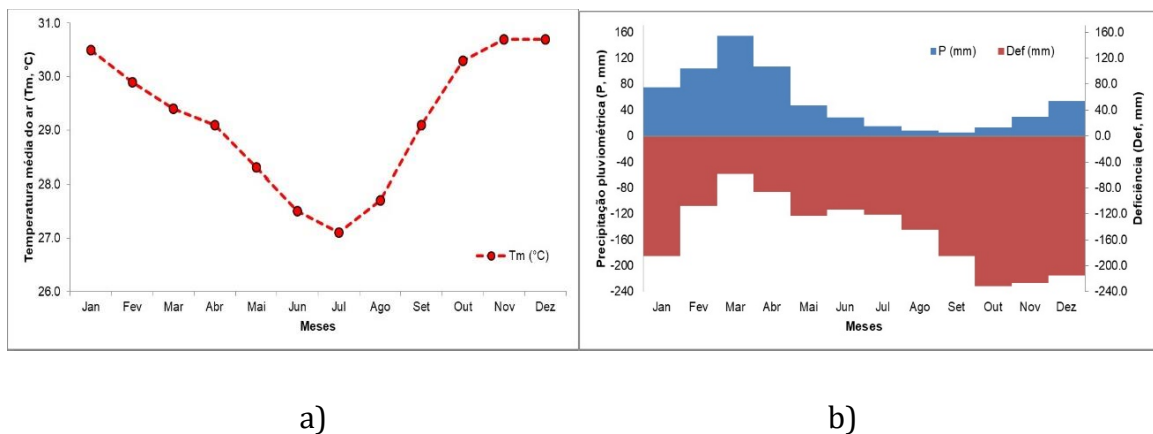 Temperatura média do ar (Tm, °C)
31.0
30.0
29.0
28.0
27.0
26.0
Tm (°C)
Jan Fev Mar Abr Mai Jun Jul Ago Set Out Nov Dez
Meses
Precipitação pluviométrica (P, mm)
160
120
80
40
0
-40
-80
-120
-160
-200
-240
P (mm) Def (mm)
160.0
120.0
80.0
40.0
0.0
-40.0
-80.0
-120.0
-160.0
-200.0
-240.0
Deficiência (Def, mm)
Jan Fev Mar Abr Mai Jun Jul Ago Set Out Nov Dez
Meses
a) b)